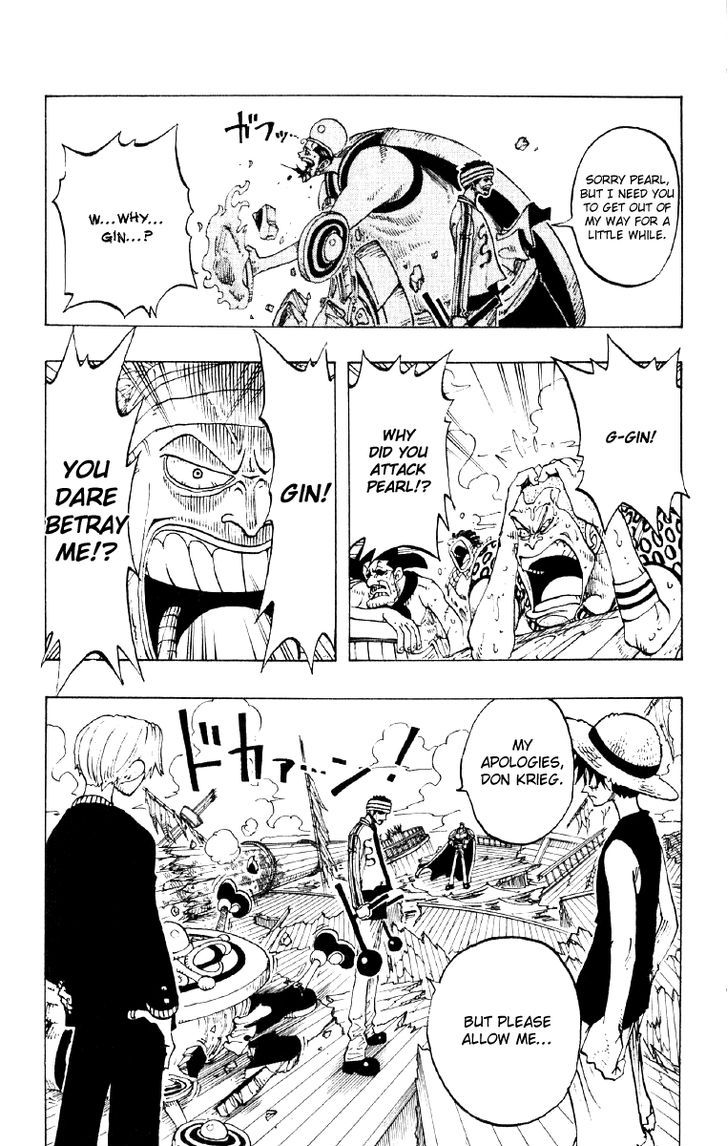 SORRY PEARL,
BUT I NEED YOU
TO GET OUT OF
MY WAY FOR A
LITTLE WHILE.
ガフッ…
W...WHY...
GIN...?
G-GIN!
WHY
DID YOU
ATTACK
PEARL!?
GIN!
YOU
DARE
BETRAY
ME!?
ドカァーン!
MY
APOLOGIES,
DON KRIEG.
BUT PLEASE
ALLOW ME...